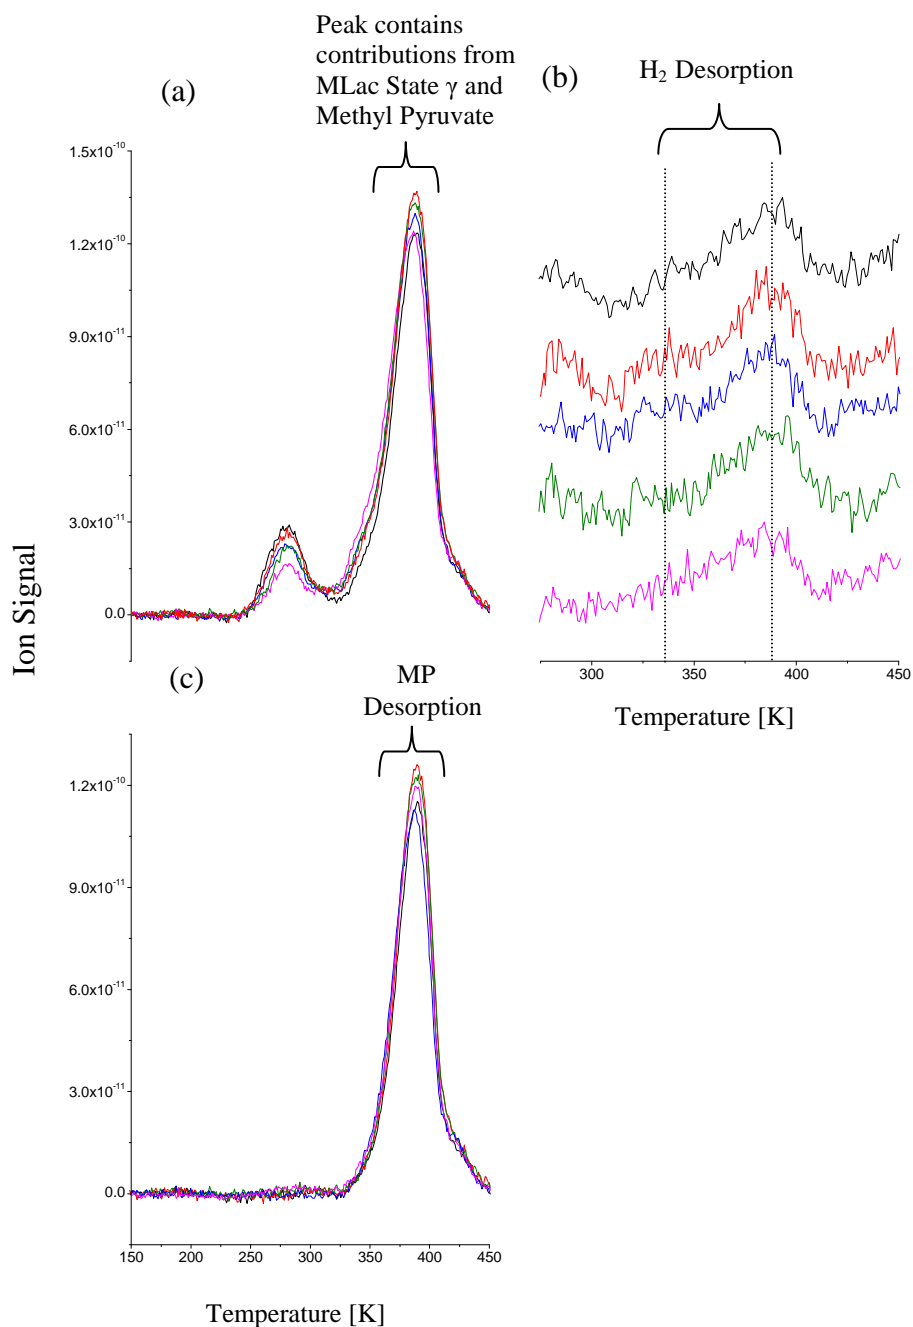 Peak contains
contributions from
MLac State γ and
Methyl Pyruvate
(a)
(b)
H₂ Desorption
1.5x10⁻¹⁰
1.2x10⁻¹⁰
9.0x10⁻¹¹
6.0x10⁻¹¹
3.0x10⁻¹¹
0.0
Ion Signal
300 350 400 450
Temperature [K]
(c)
MP
Desorption
1.2x10⁻¹⁰
9.0x10⁻¹¹
6.0x10⁻¹¹
3.0x10⁻¹¹
0.0
150 200 250 300 350 400 450
Temperature [K]